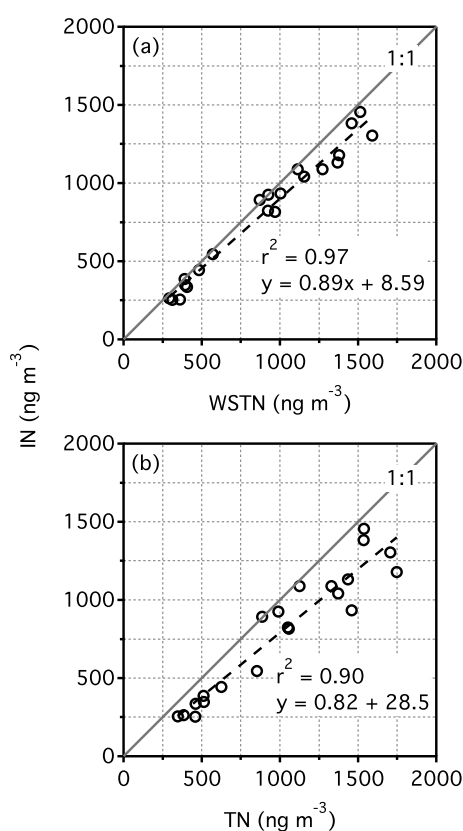 2000
(a)
1:1
1500
1000
500
r² = 0.97
y = 0.89x + 8.59
0
0 500 1000 1500 2000
WSTN (ng m⁻³)
IN (ng m⁻³)
2000
(b)
1:1
1500
1000
500
r² = 0.90
y = 0.82 + 28.5
0
0 500 1000 1500 2000
TN (ng m⁻³)